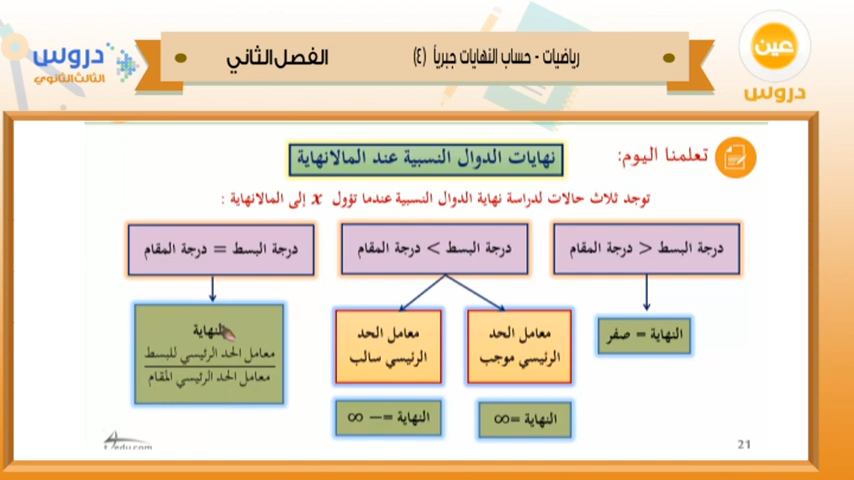 دروس
الثالث الثانوي
الفصل الثاني
رياضيات - حساب النهايات جبرياً (٤)
عين
دروس
تعلمنا اليوم:
نهايات الدوال النسبية عند المالانهاية
توجد ثلاث حالات لدراسة نهاية الدوال النسبية عندما تؤول x إلى المالانهاية :
درجة البسط < درجة المقام
درجة البسط > درجة المقام
درجة البسط = درجة المقام
النهاية = صفر
معامل الحد
الرئيسي موجب
معامل الحد
الرئيسي سالب
النهاية
معامل الحد الرئيسي للبسط
معامل الحد الرئيسي المقام
النهاية =∞
النهاية =− ∞
21